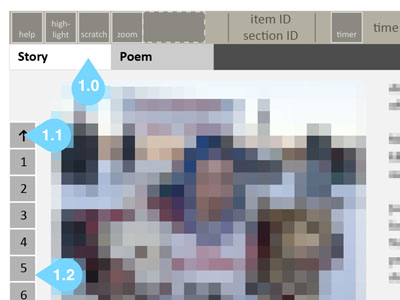 help
high-
light
scratch
zoom
item ID
section ID
timer
time
Story
Poem
1.0
1.1
1
2
3
4
5
1.2
6